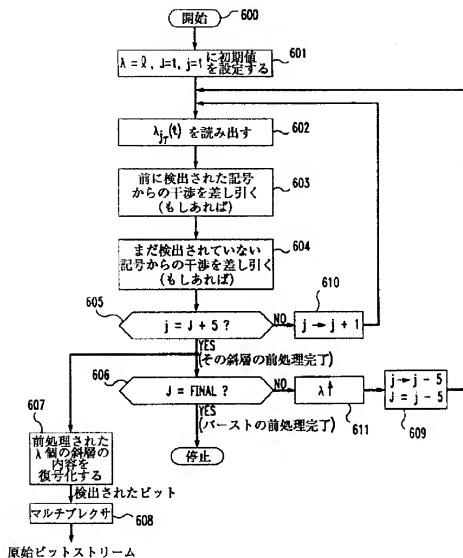 開始
600
λ = ℓ, J=1, j=1 に初期値
を設定する
601
λjT(t) を読み出す
602
前に検出された記号
からの干渉を差し引く
(もしあれば)
603
まだ検出されていない
記号からの干渉を差し引く
(もしあれば)
604
605
j = J + 5 ?
NO
610
j → j + 1
YES
(その斜層の前処理完了)
606
J = FINAL ?
NO
λ↑
611
j → j - 5
J = j - 5
609
YES
(バーストの前処理完了)
停止
607
前処理された
λ 個の斜層の
内容を
復号化する
検出されたビット
マルチプレクサ
608
原始ビットストリーム